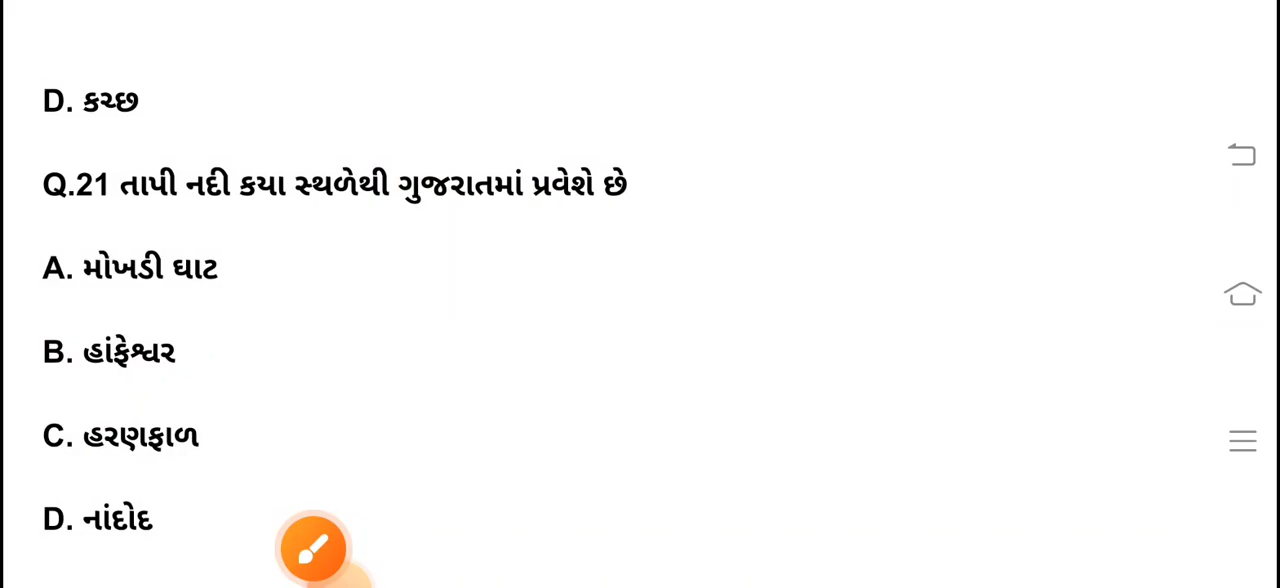 D. કચ્છ
Q.21 તાપી નદી કયા સ્થળેથી ગુજરાતમાં પ્રવેશે છે
A. મોખડી ઘાટ
B. હાંફેશ્વર
C. હરણફાળ
D. નાંદોદ